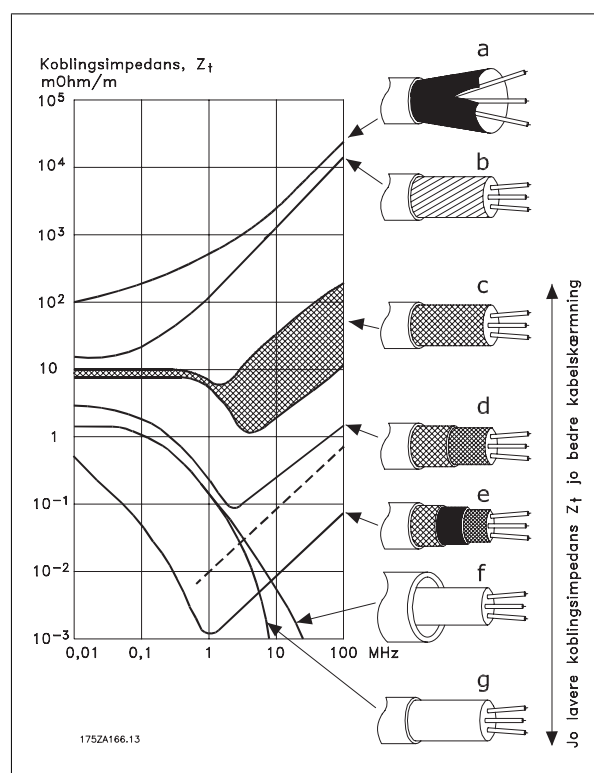 Koblingsimpedans, Zt
mOhm/m
10⁵
10⁴
10³
10²
10
1
10⁻¹
10⁻²
10⁻³
0,01 0,1 1 10 100 MHz
a
b
c
d
e
f
g
Jo lavere koblingsimpedans Zt jo bedre kabelskærmning
175ZA166.13